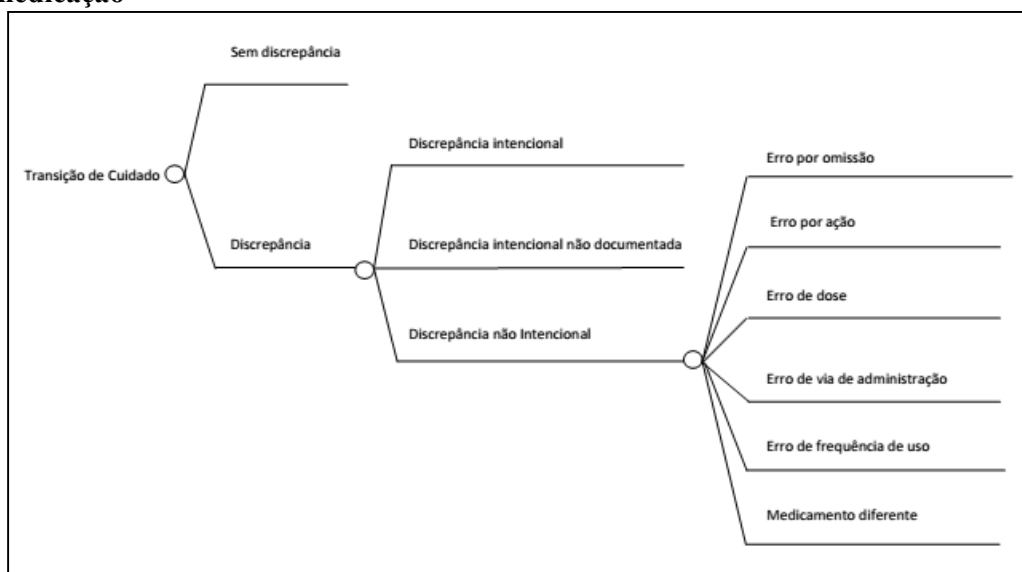 Sem discrepância
Discrepância intencional
Erro por omissão
Transição de Cuidado
Erro por ação
Discrepância
Discrepância intencional não documentada
Erro de dose
Discrepância não Intencional
Erro de via de administração
Erro de frequência de uso
Medicamento diferente